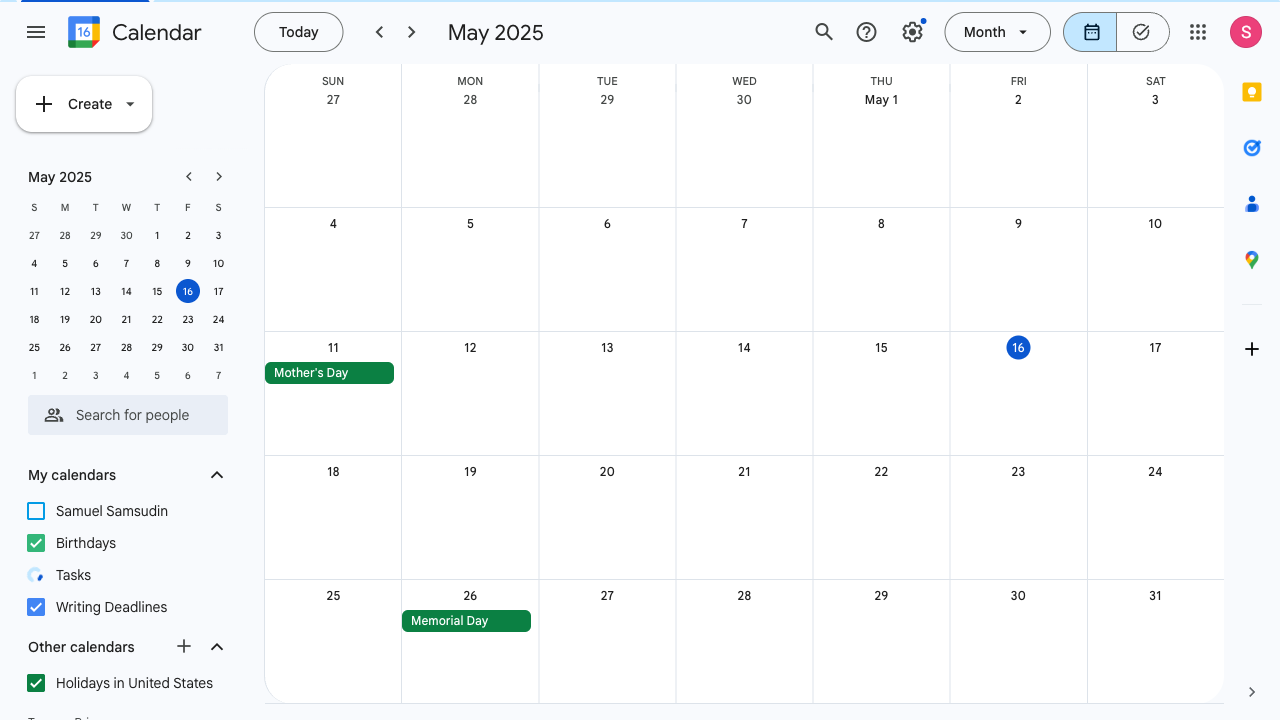 16 Calendar
Today
May 2025
Month
S
Create
May 2025
S M T W T F S
27 28 29 30 1 2 3
4 5 6 7 8 9 10
11 12 13 14 15 16 17
18 19 20 21 22 23 24
25 26 27 28 29 30 31
1 2 3 4 5 6 7
Search for people
My calendars
Samuel Samsudin
Birthdays
Tasks
Writing Deadlines
Other calendars
Holidays in United States
SUN MON TUE WED THU FRI SAT
27 28 29 30 May 1 2 3
4 5 6 7 8 9 10
11 12 13 14 15 16 17
Mother's Day
18 19 20 21 22 23 24
25 26 27 28 29 30 31
Memorial Day